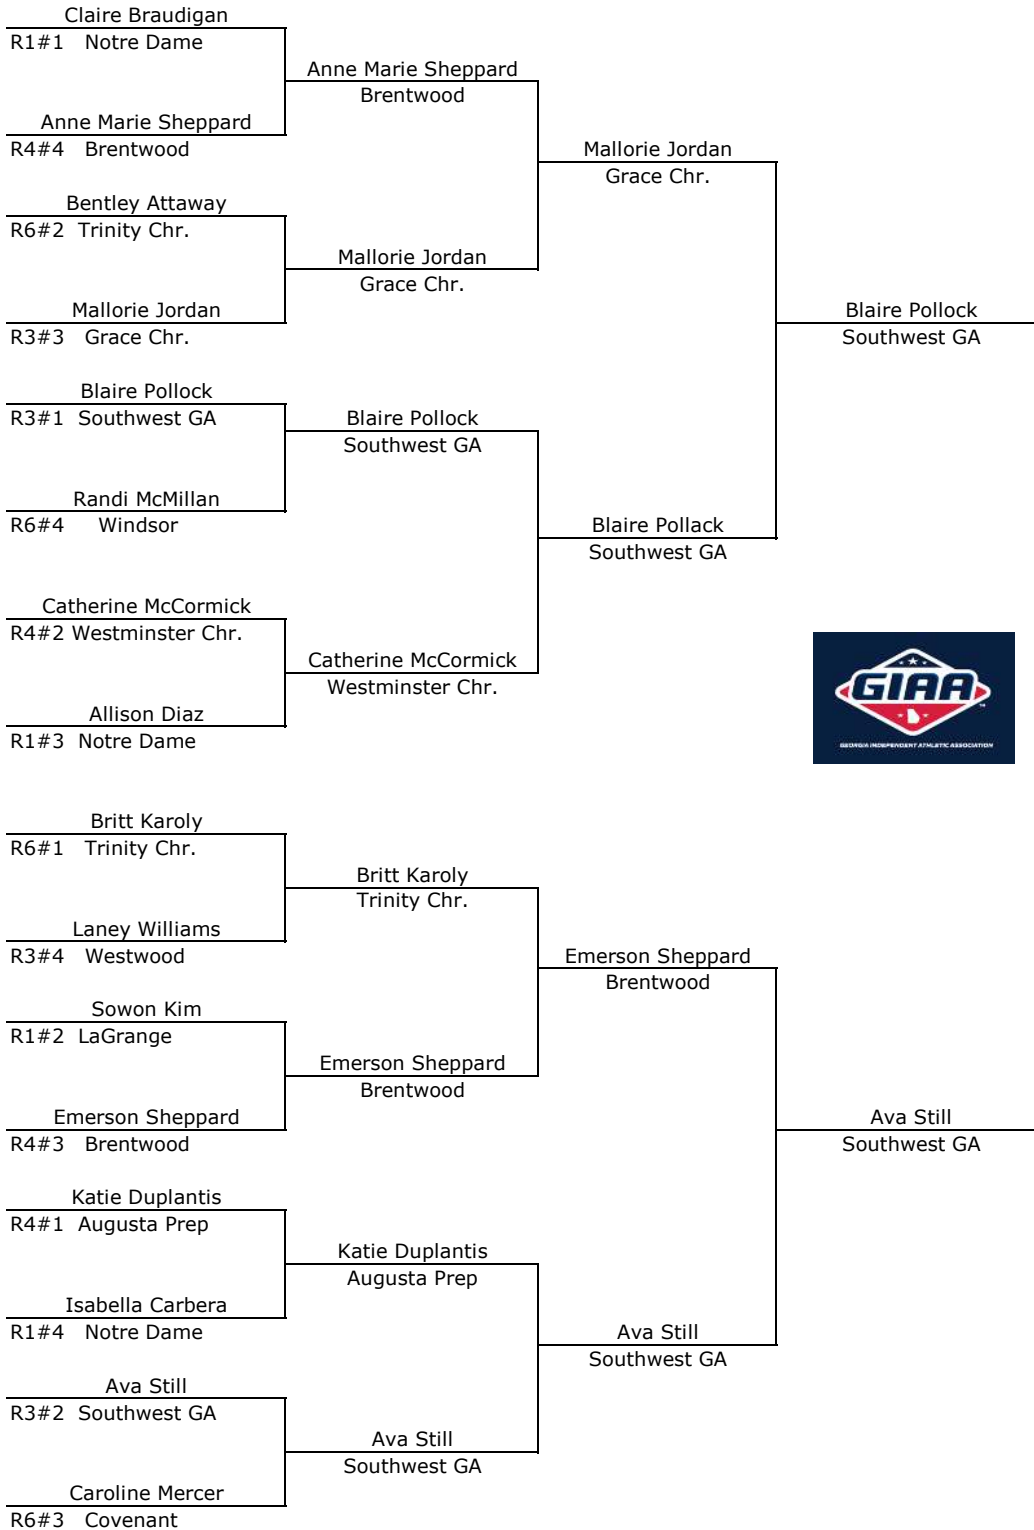 Claire Braudigan
R1#1 Notre Dame
Anne Marie Sheppard
Brentwood
Anne Marie Sheppard
R4#4 Brentwood
Mallorie Jordan
Grace Chr.
Bentley Attaway
R6#2 Trinity Chr.
Mallorie Jordan
Grace Chr.
Mallorie Jordan
R3#3 Grace Chr.
Blaire Pollock
Southwest GA
Blaire Pollock
R3#1 Southwest GA
Blaire Pollock
Southwest GA
Randi McMillan
R6#4 Windsor
Blaire Pollack
Southwest GA
Catherine McCormick
R4#2 Westminster Chr.
Catherine McCormick
Westminster Chr.
Allison Diaz
R1#3 Notre Dame
GIAA
GEORGIA INDEPENDENT ATHLETIC ASSOCIATION
Britt Karoly
R6#1 Trinity Chr.
Britt Karoly
Trinity Chr.
Laney Williams
R3#4 Westwood
Emerson Sheppard
Brentwood
Sowon Kim
R1#2 LaGrange
Emerson Sheppard
Brentwood
Emerson Sheppard
R4#3 Brentwood
Ava Still
Southwest GA
Katie Duplantis
R4#1 Augusta Prep
Katie Duplantis
Augusta Prep
Isabella Carbera
R1#4 Notre Dame
Ava Still
Southwest GA
Ava Still
R3#2 Southwest GA
Ava Still
Southwest GA
Caroline Mercer
R6#3 Covenant